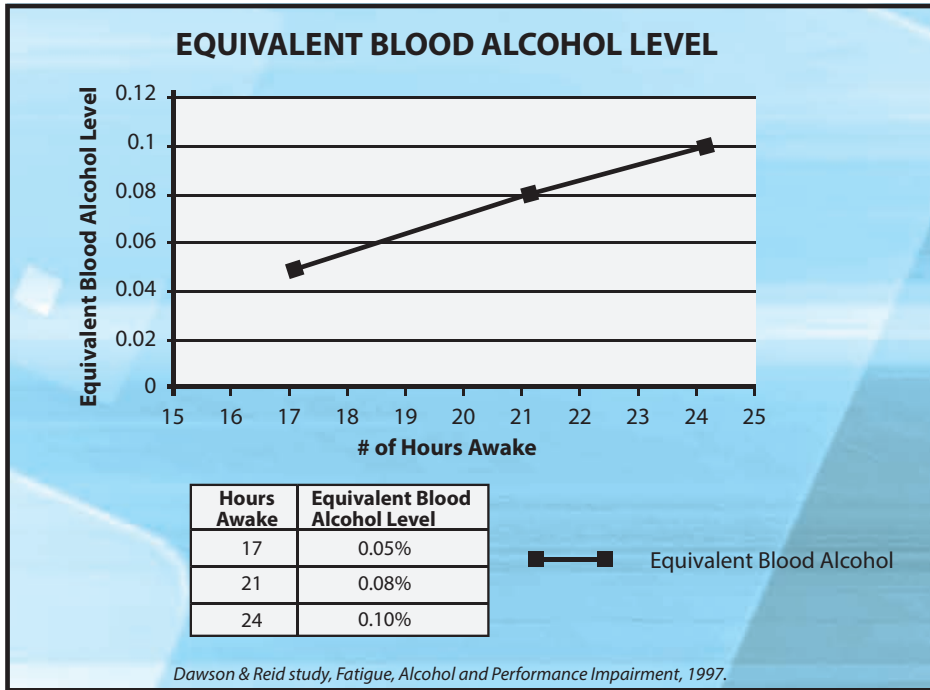 EQUIVALENT BLOOD ALCOHOL LEVEL
Equivalent Blood Alcohol Level
0.12
0.1
0.08
0.06
0.04
0.02
0
15 16 17 18 19 20 21 22 23 24 25
# of Hours Awake
Hours Awake | Equivalent Blood Alcohol Level
17 | 0.05%
21 | 0.08%
24 | 0.10%
Equivalent Blood Alcohol
Dawson & Reid study, Fatigue, Alcohol and Performance Impairment, 1997.